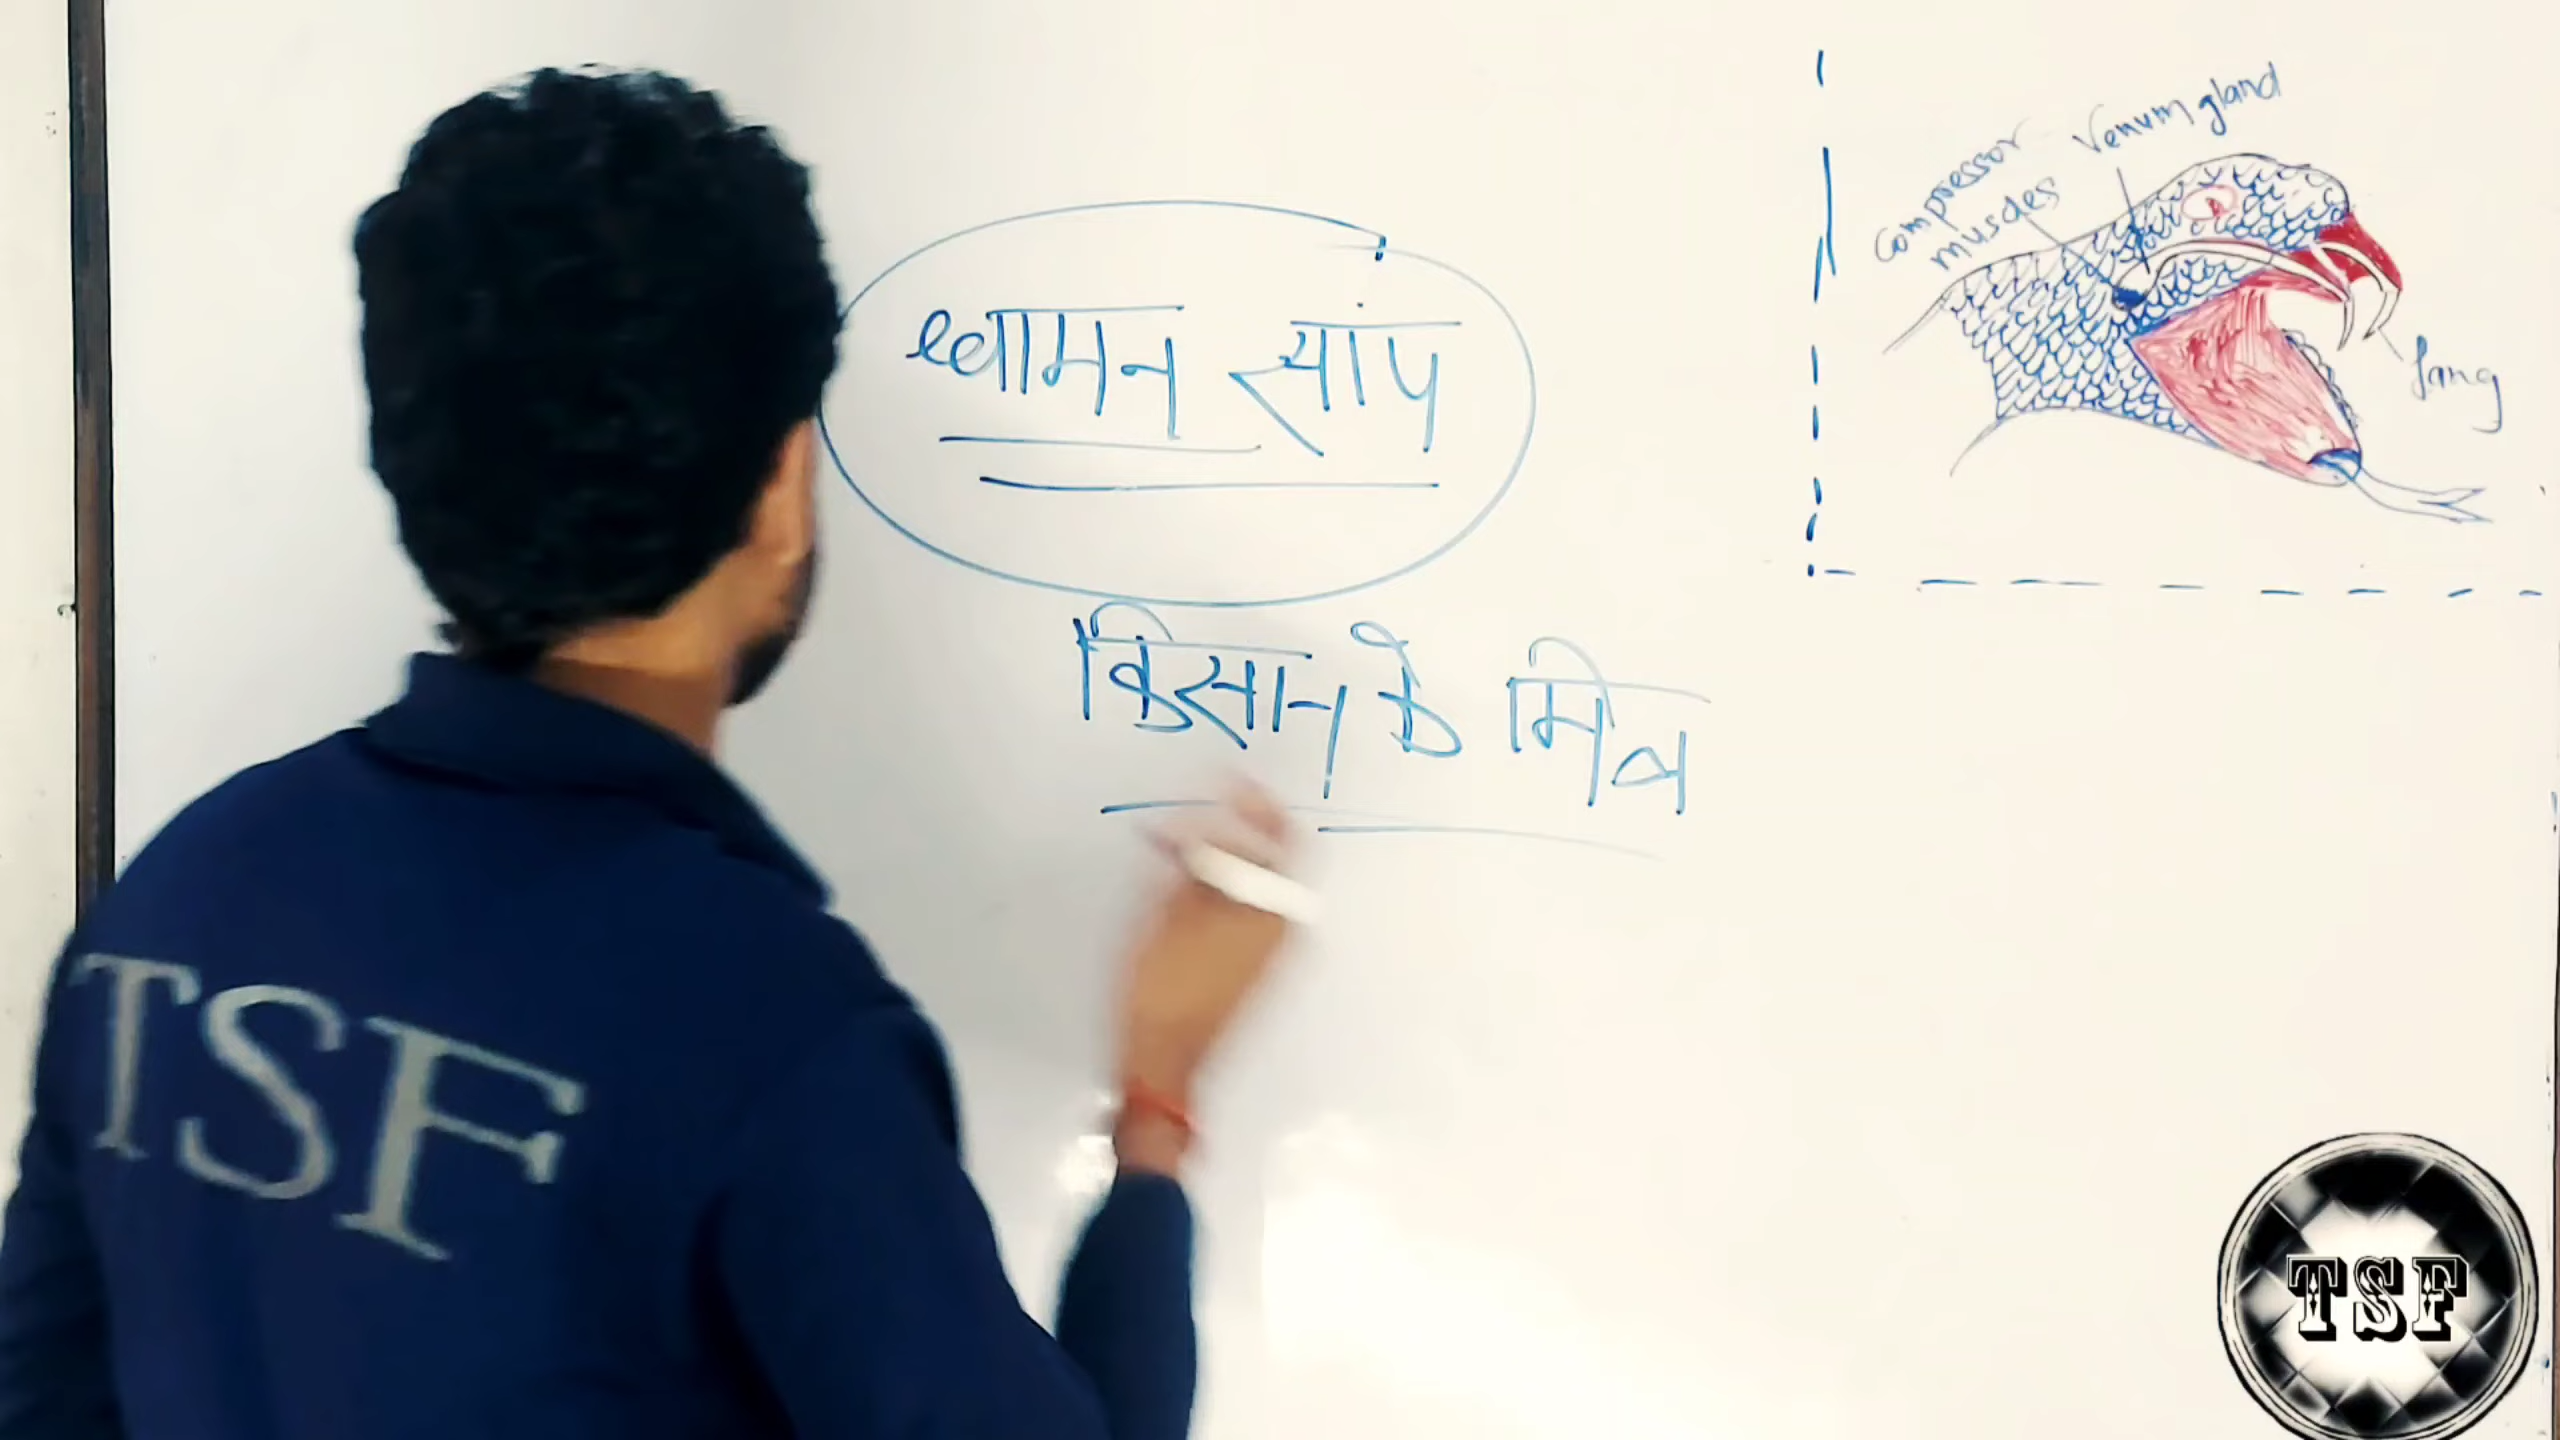 धामन सांप
किसान के मित्र
Compressor
muscles
Venum gland
fang
TSF
TSF